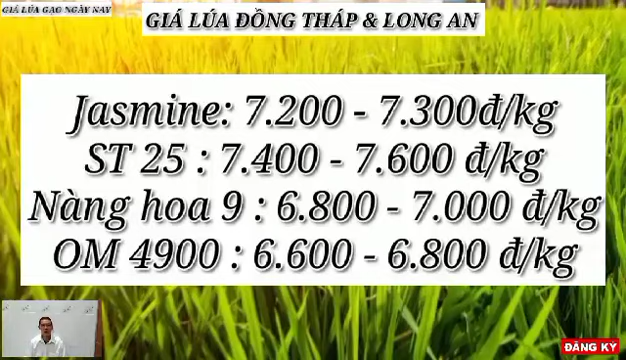 GIÁ LÚA GẠO NGÀY NAY
GIÁ LÚA ĐỒNG THÁP & LONG AN
Jasmine: 7.200 - 7.300đ/kg
ST 25 : 7.400 - 7.600 đ/kg
Nàng hoa 9 : 6.800 - 7.000 đ/kg
OM 4900 : 6.600 - 6.800 đ/kg
ĐĂNG KÝ